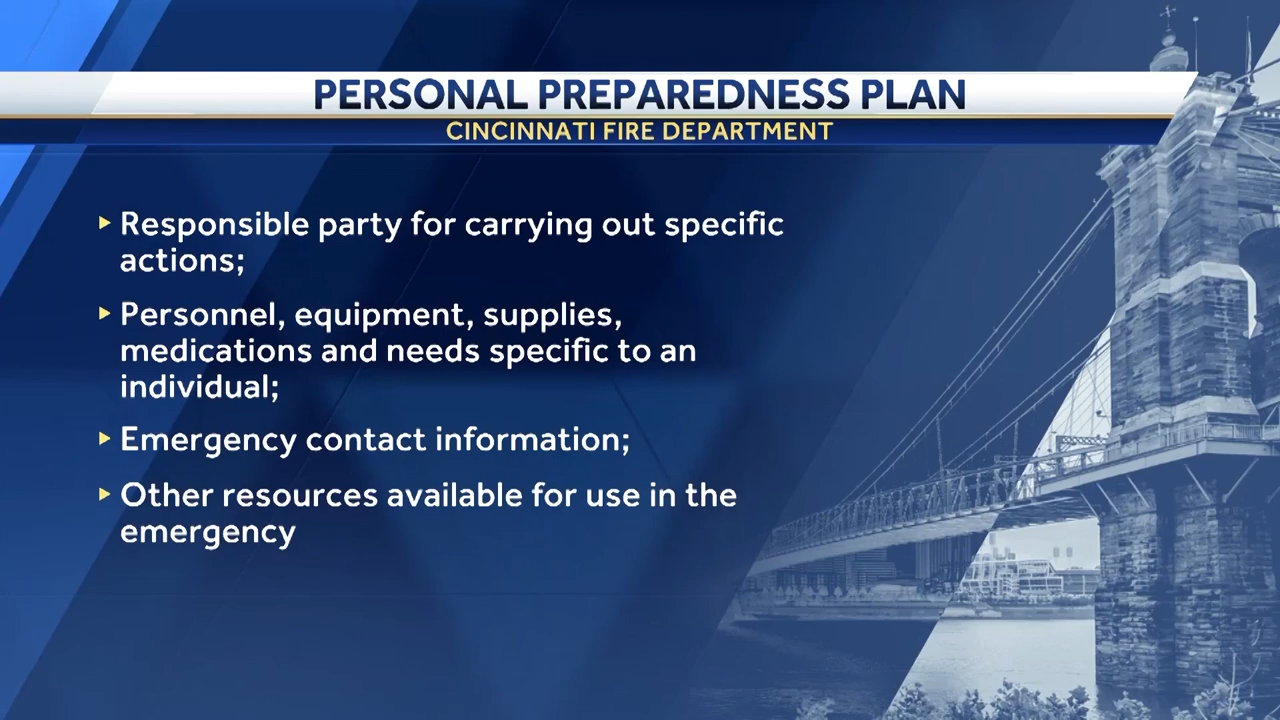 PERSONAL PREPAREDNESS PLAN
CINCINNATI FIRE DEPARTMENT
Responsible party for carrying out specific
actions;
Personnel, equipment, supplies,
medications and needs specific to an
individual;
Emergency contact information;
Other resources available for use in the
emergency